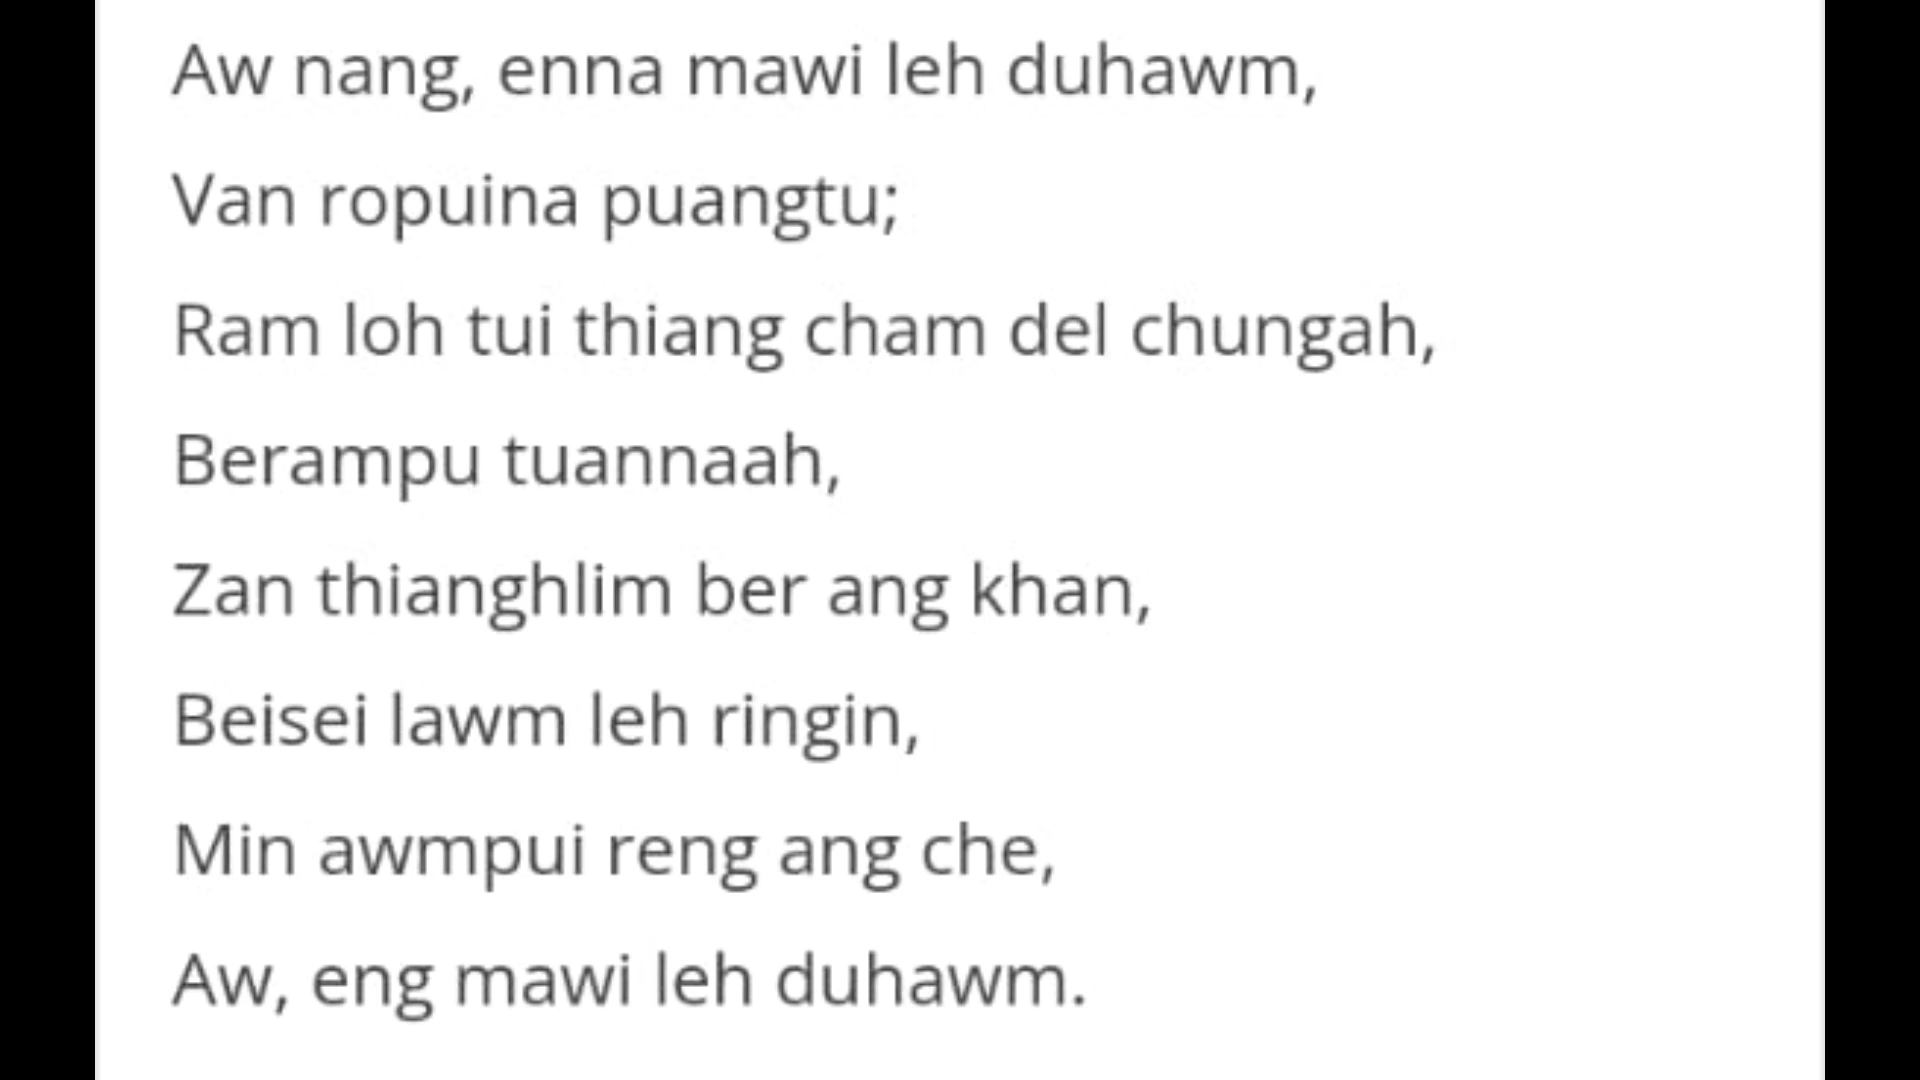 Aw nang, enna mawi leh duhawm,
Van ropuina puangtu;
Ram loh tui thiang cham del chungah,
Berampu tuannaah,
Zan thianghlim ber ang khan,
Beisei lawm leh ringin,
Min awmpui reng ang che,
Aw, eng mawi leh duhawm.